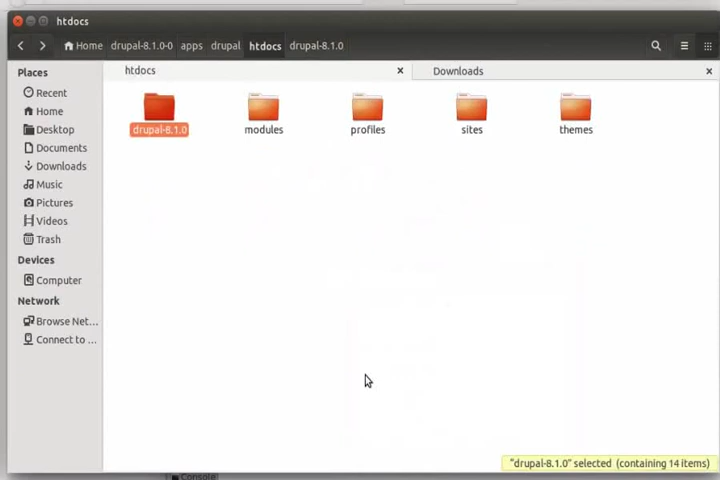 htdocs
Home drupal-8.1.0-0 apps drupal htdocs drupal-8.1.0
Places
Recent
Home
Desktop
Documents
Downloads
Music
Pictures
Videos
Trash
Devices
Computer
Network
Browse Net...
Connect to ...
htdocs
Downloads
drupal-8.1.0 modules profiles sites themes
"drupal-8.1.0" selected (containing 14 items)
Console